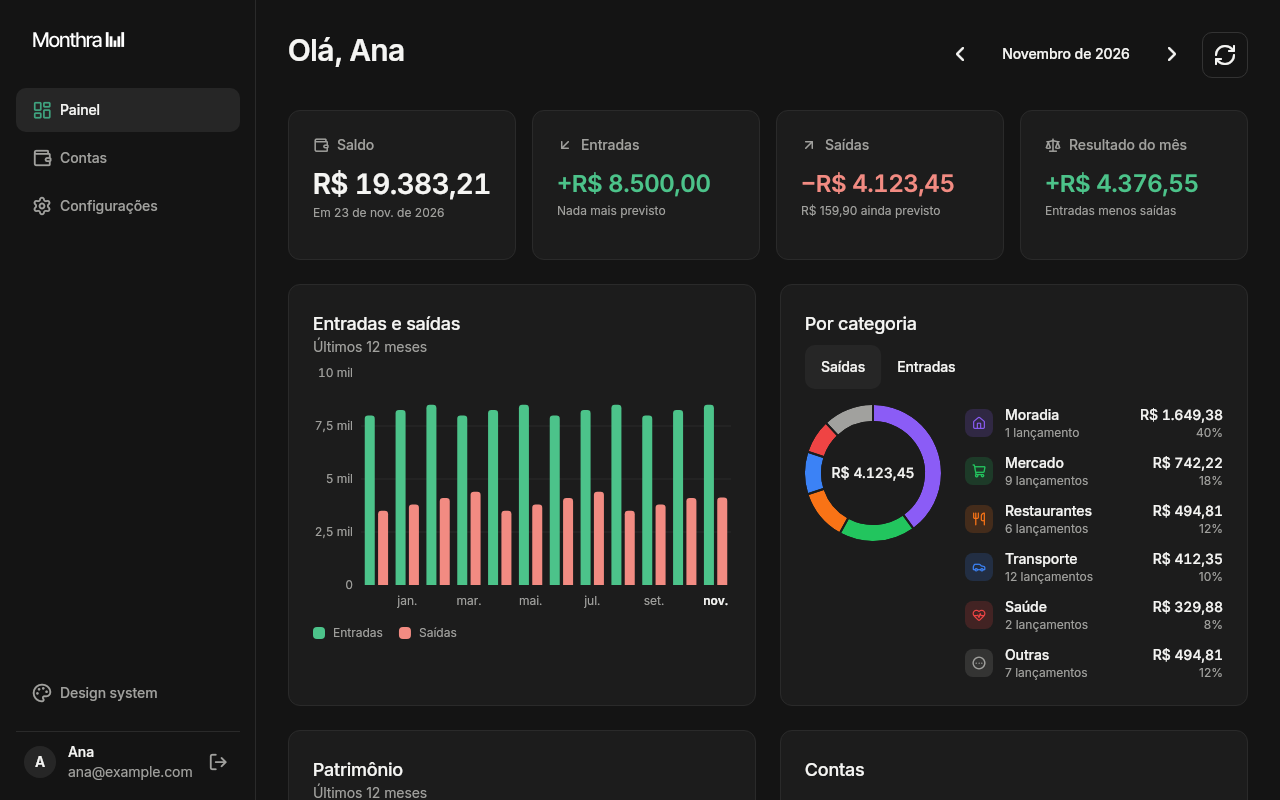 Monthra
Painel
Contas
Configurações
Design system
A
Ana
ana@example.com
Olá, Ana
Novembro de 2026
Saldo
R$ 19.383,21
Em 23 de nov. de 2026
Entradas
+R$ 8.500,00
Nada mais previsto
Saídas
−R$ 4.123,45
R$ 159,90 ainda previsto
Resultado do mês
+R$ 4.376,55
Entradas menos saídas
Entradas e saídas
Últimos 12 meses
10 mil
7,5 mil
5 mil
2,5 mil
0
jan. mar. mai. jul. set. nov.
Entradas Saídas
Por categoria
Saídas Entradas
R$ 4.123,45
Moradia R$ 1.649,38
1 lançamento 40%
Mercado R$ 742,22
9 lançamentos 18%
Restaurantes R$ 494,81
6 lançamentos 12%
Transporte R$ 412,35
12 lançamentos 10%
Saúde R$ 329,88
2 lançamentos 8%
Outras R$ 494,81
7 lançamentos 12%
Patrimônio
Últimos 12 meses
Contas